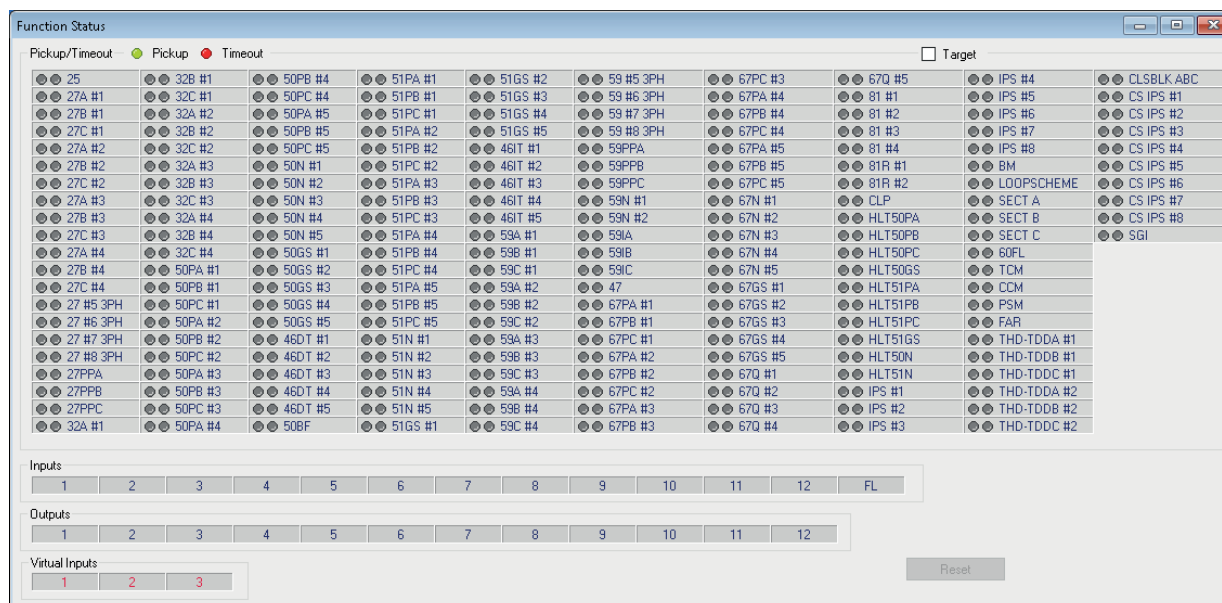 Function Status
Pickup/Timeout Pickup Timeout Target
25 32B #1 50PB #4 51PA #1 51GS #2 59 #5 3PH 67PC #3 67Q #5 IPS #4 CLSBLK ABC
27A #1 32C #1 50PC #4 51PB #1 51GS #3 59 #6 3PH 67PA #4 81 #1 IPS #5 CS IPS #1
27B #1 32A #2 50PA #5 51PC #1 51GS #4 59 #7 3PH 67PB #4 81 #2 IPS #6 CS IPS #2
27C #1 32B #2 50PB #5 51PA #2 51GS #5 59 #8 3PH 67PC #4 81 #3 IPS #7 CS IPS #3
27A #2 32C #2 50PC #5 51PB #2 46IT #1 59PPA 67PA #5 81 #4 IPS #8 CS IPS #4
27B #2 32A #3 50N #1 51PC #2 46IT #2 59PPB 67PB #5 81R #1 BM CS IPS #5
27C #2 32B #3 50N #2 51PA #3 46IT #3 59PPC 67PC #5 81R #2 LOOPSCHEME CS IPS #6
27A #3 32C #3 50N #3 51PB #3 46IT #4 59N #1 67N #1 CLP SECT A CS IPS #7
27B #3 32A #4 50N #4 51PC #3 46IT #5 59N #2 67N #2 HLT50PA SECT B CS IPS #8
27C #3 32B #4 50N #5 51PA #4 59A #1 59IA 67N #3 HLT50PB SECT C SGI
27A #4 32C #4 50GS #1 51PB #4 59B #1 59IB 67N #4 HLT50PC 60FL
27B #4 50PA #1 50GS #2 51PC #4 59C #1 59IC 67N #5 HLT50GS TCM
27C #4 50PB #1 50GS #3 51PA #5 59A #2 47 67GS #1 HLT51PA CCM
27 #5 3PH 50PC #1 50GS #4 51PB #5 59B #2 67PA #1 67GS #2 HLT51PB PSM
27 #6 3PH 50PA #2 50GS #5 51PC #5 59C #2 67PB #1 67GS #3 HLT51PC FAR
27 #7 3PH 50PB #2 46DT #1 51N #1 59A #3 67PC #1 67GS #4 HLT51GS THD-TDDA #1
27 #8 3PH 50PC #2 46DT #2 51N #2 59B #3 67PA #2 67GS #5 HLT50N THD-TDDB #1
27PPA 50PA #3 46DT #3 51N #3 59C #3 67PB #2 67Q #1 HLT51N THD-TDDC #1
27PPB 50PB #3 46DT #4 51N #4 59A #4 67PC #2 67Q #2 IPS #1 THD-TDDA #2
27PPC 50PC #3 46DT #5 51N #5 59B #4 67PA #3 67Q #3 IPS #2 THD-TDDB #2
32A #1 50PA #4 50BF 51GS #1 59C #4 67PB #3 67Q #4 IPS #3 THD-TDDC #2
Inputs
1 2 3 4 5 6 7 8 9 10 11 12 FL
Outputs
1 2 3 4 5 6 7 8 9 10 11 12
Virtual Inputs
1 2 3
Reset